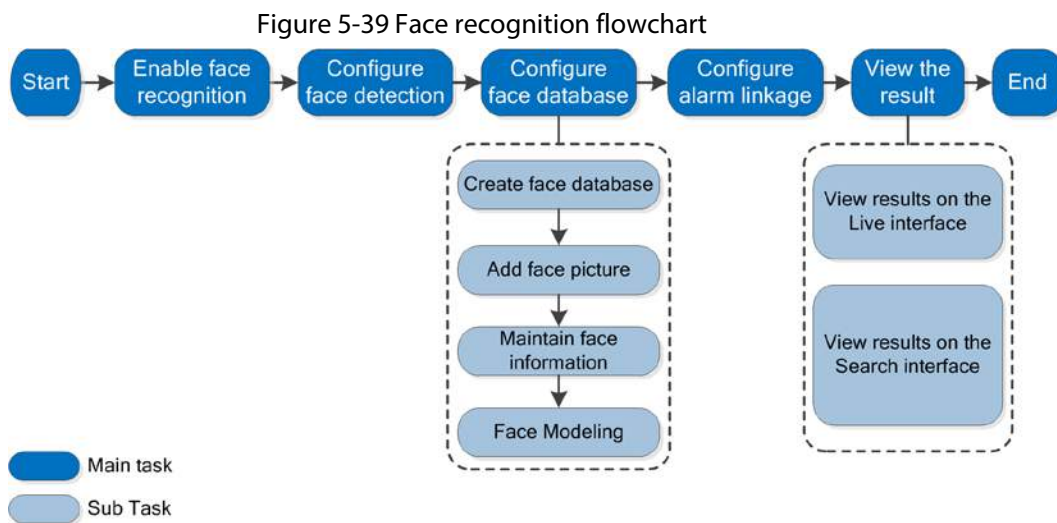 Figure 5-39 Face recognition flowchart
Start
Enable face
recognition
Configure
face detection
Configure
face database
Configure
alarm linkage
View the
result
End
Create face database
Add face picture
Maintain face
information
Face Modeling
View results on the
Live interface
View results on the
Search interface
Main task
Sub Task